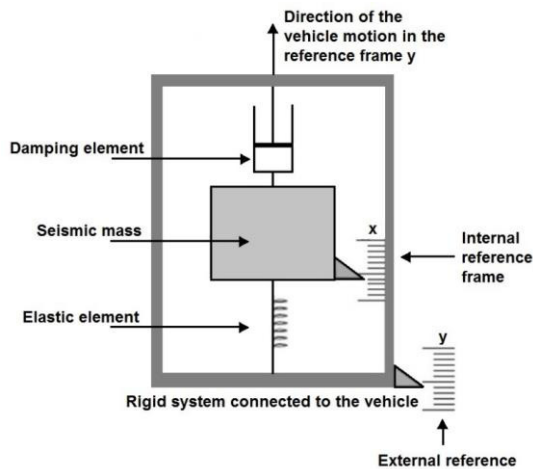 Direction of the
vehicle motion in the
reference frame y
Damping element
Seismic mass
x
Internal
reference
frame
Elastic element
y
Rigid system connected to the vehicle
External reference